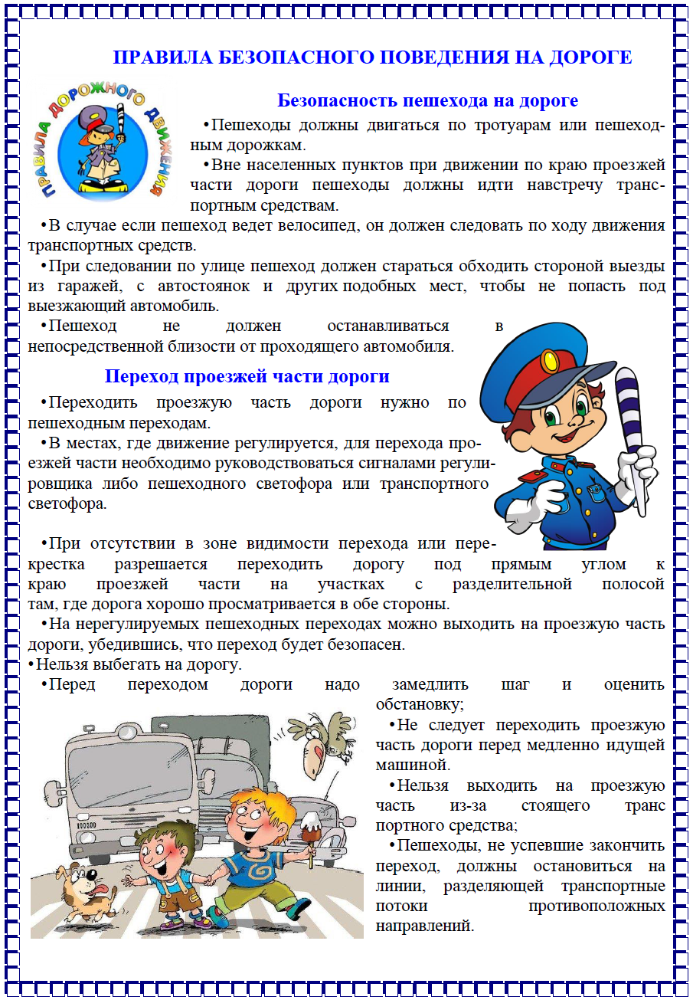 ПРАВИЛА БЕЗОПАСНОГО ПОВЕДЕНИЯ НА ДОРОГЕ
ПРАВИЛА ДОРОЖНОГО ДВИЖЕНИЯ
Безопасность пешехода на дороге
•Пешеходы должны двигаться по тротуарам или пешеход-
ным дорожкам.
•Вне населенных пунктов при движении по краю проезжей
части дороги пешеходы должны идти навстречу транс-
портным средствам.
•В случае если пешеход ведет велосипед, он должен следовать по ходу движения
транспортных средств.
•При следовании по улице пешеход должен стараться обходить стороной выезды
из гаражей, с автостоянок и других подобных мест, чтобы не попасть под
выезжающий автомобиль.
•Пешеход не должен останавливаться в
непосредственной близости от проходящего автомобиля.
Переход проезжей части дороги
•Переходить проезжую часть дороги нужно по
пешеходным переходам.
•В местах, где движение регулируется, для перехода про-
езжей части необходимо руководствоваться сигналами регули-
ровщика либо пешеходного светофора или транспортного
светофора.
•При отсутствии в зоне видимости перехода или пере-
крестка разрешается переходить дорогу под прямым углом к
краю проезжей части на участках с разделительной полосой
там, где дорога хорошо просматривается в обе стороны.
•На нерегулируемых пешеходных переходах можно выходить на проезжую часть
дороги, убедившись, что переход будет безопасен.
•Нельзя выбегать на дорогу.
•Перед переходом дороги надо замедлить шаг и оценить
обстановку;
•Не следует переходить проезжую
часть дороги перед медленно идущей
машиной.
•Нельзя выходить на проезжую
часть из-за стоящего транс
портного средства;
•Пешеходы, не успевшие закончить
переход, должны остановиться на
линии, разделяющей транспортные
потоки противоположных
направлений.